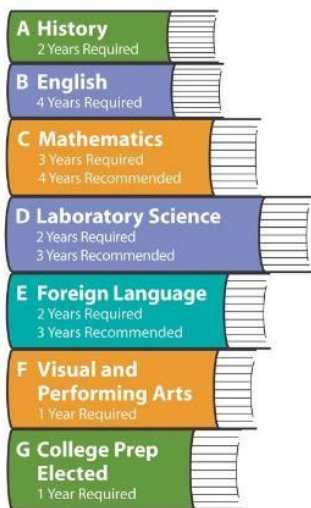 A History
2 Years Required
B English
4 Years Required
C Mathematics
3 Years Required
4 Years Recommended
D Laboratory Science
2 Years Required
3 Years Recommended
E Foreign Language
2 Years Required
3 Years Recommended
F Visual and
Performing Arts
1 Year Required
G College Prep
Elected
1 Year Required